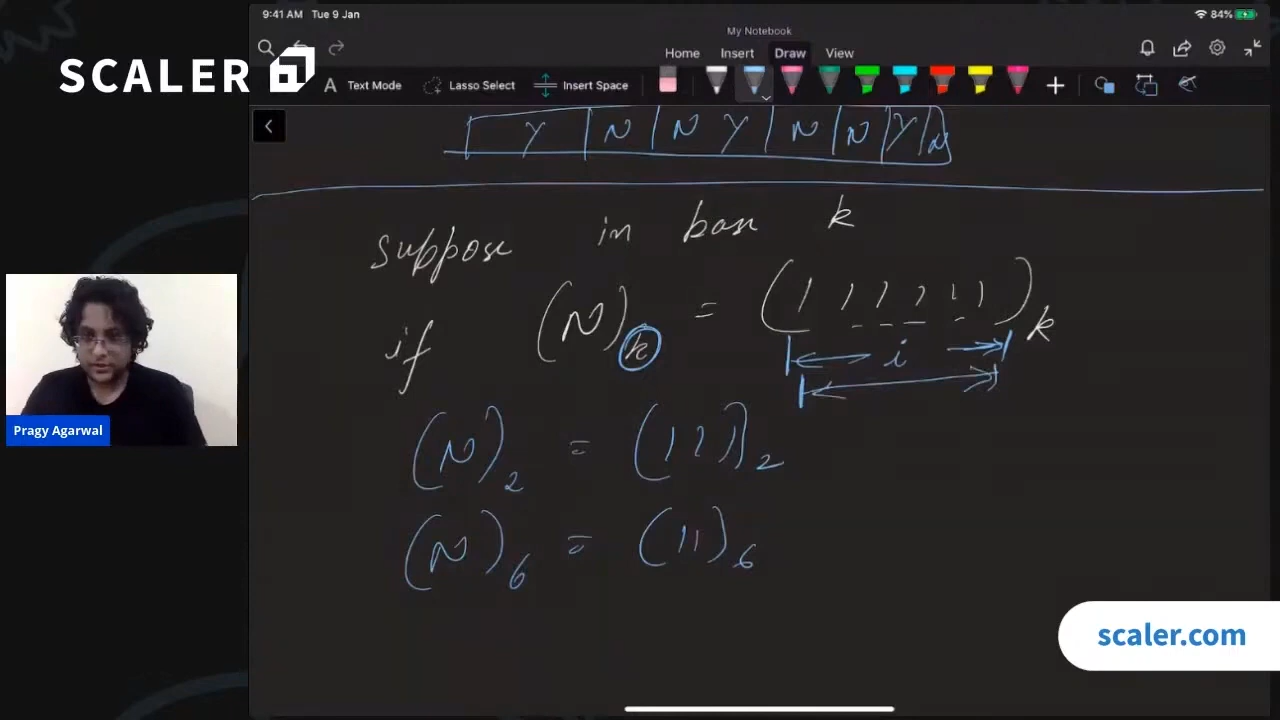 9:41 AM Tue 9 Jan
84%
My Notebook
SCALER
Home Insert Draw View
A Text Mode Lasso Select Insert Space
Y N N Y N N Y N
suppose in base k
if (N)k = (1 1 1 1 1 1)k
i
Pragy Agarwal
(N)2 = (111)2
(N)6 = (11)6
scaler.com